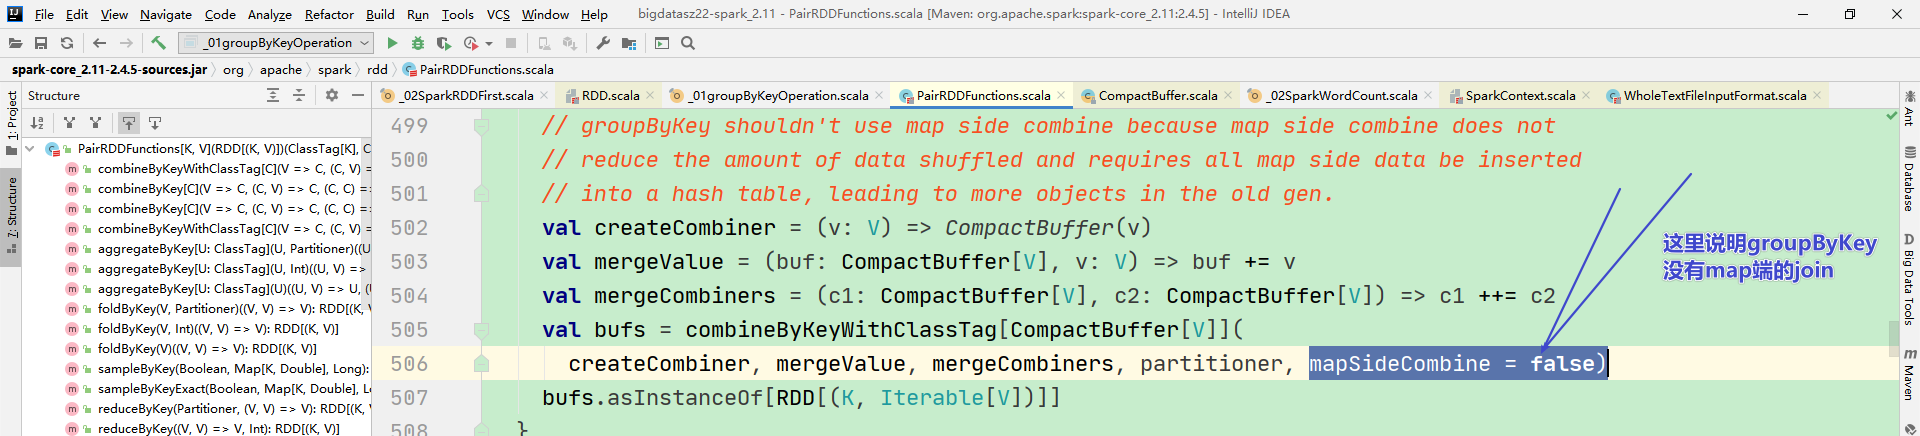 File Edit View Navigate Code Analyze Refactor Build Run Tools VCS Window Help bigdatasz22-spark_2.11 - PairRDDFunctions.scala [Maven: org.apache.spark:spark-core_2.11:2.4.5] - IntelliJ IDEA
_01groupByKeyOperation
spark-core_2.11-2.4.5-sources.jar org apache spark rdd PairRDDFunctions.scala
Structure
_02SparkRDDFirst.scala RDD.scala _01groupByKeyOperation.scala PairRDDFunctions.scala CompactBuffer.scala _02SparkWordCount.scala SparkContext.scala WholeTextFileInputFormat.scala
1: Project
7: Structure
PairRDDFunctions[K, V](RDD[(K, V)])(ClassTag[K], C
combineByKeyWithClassTag[C](V => C, (C, V) =>
combineByKey[C](V => C, (C, V) => C, (C, C) =>
combineByKey[C](V => C, (C, V) => C, (C, C) =>
combineByKeyWithClassTag[C](V => C, (C, V) =>
aggregateByKey[U: ClassTag](U, Partitioner)((U
aggregateByKey[U: ClassTag](U, Int)((U, V) =>
aggregateByKey[U: ClassTag](U)((U, V) => U, (U
foldByKey(V, Partitioner)((V, V) => V): RDD[(K,
foldByKey(V, Int)((V, V) => V): RDD[(K, V)]
foldByKey(V)((V, V) => V): RDD[(K, V)]
sampleByKey(Boolean, Map[K, Double], Long):
sampleByKeyExact(Boolean, Map[K, Double], Lo
reduceByKey(Partitioner, (V, V) => V): RDD[(K,
reduceByKey((V, V) => V, Int): RDD[(K, V)]
499 // groupByKey shouldn't use map side combine because map side combine does not
500 // reduce the amount of data shuffled and requires all map side data be inserted
501 // into a hash table, leading to more objects in the old gen.
502 val createCombiner = (v: V) => CompactBuffer(v)
503 val mergeValue = (buf: CompactBuffer[V], v: V) => buf += v
504 val mergeCombiners = (c1: CompactBuffer[V], c2: CompactBuffer[V]) => c1 ++= c2
505 val bufs = combineByKeyWithClassTag[CompactBuffer[V]](
506 createCombiner, mergeValue, mergeCombiners, partitioner, mapSideCombine = false)
507 bufs.asInstanceOf[RDD[(K, Iterable[V])]]
508 }
这里说明groupByKey
没有map端的join
Ant
Database
Big Data Tools
Maven